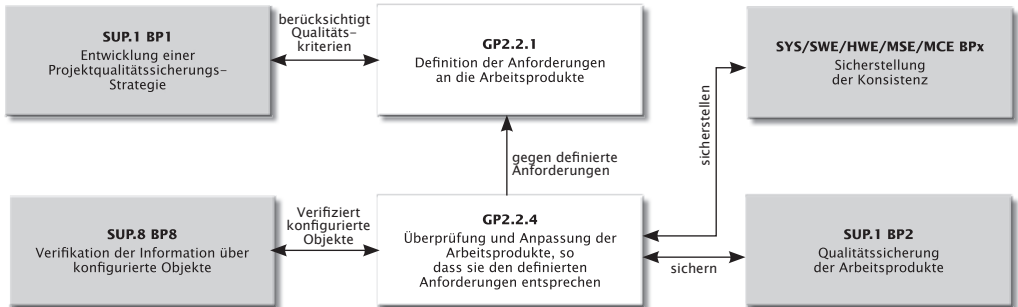 SUP.1 BP1
Entwicklung einer
Projektqualitätssicherungs-
Strategie
berücksichtigt
Qualitäts-
kriterien
GP2.2.1
Definition der Anforderungen
an die Arbeitsprodukte
SYS/SWE/HWE/MSE/MCE BPx
Sicherstellung
der Konsistenz
sicherstellen
gegen definierte
Anforderungen
SUP.8 BP8
Verifikation der Information über
konfigurierte Objekte
Verifiziert
konfigurierte
Objekte
GP2.2.4
Überprüfung und Anpassung der
Arbeitsprodukte, so
dass sie den definierten
Anforderungen entsprechen
sichern
SUP.1 BP2
Qualitätssicherung
der Arbeitsprodukte